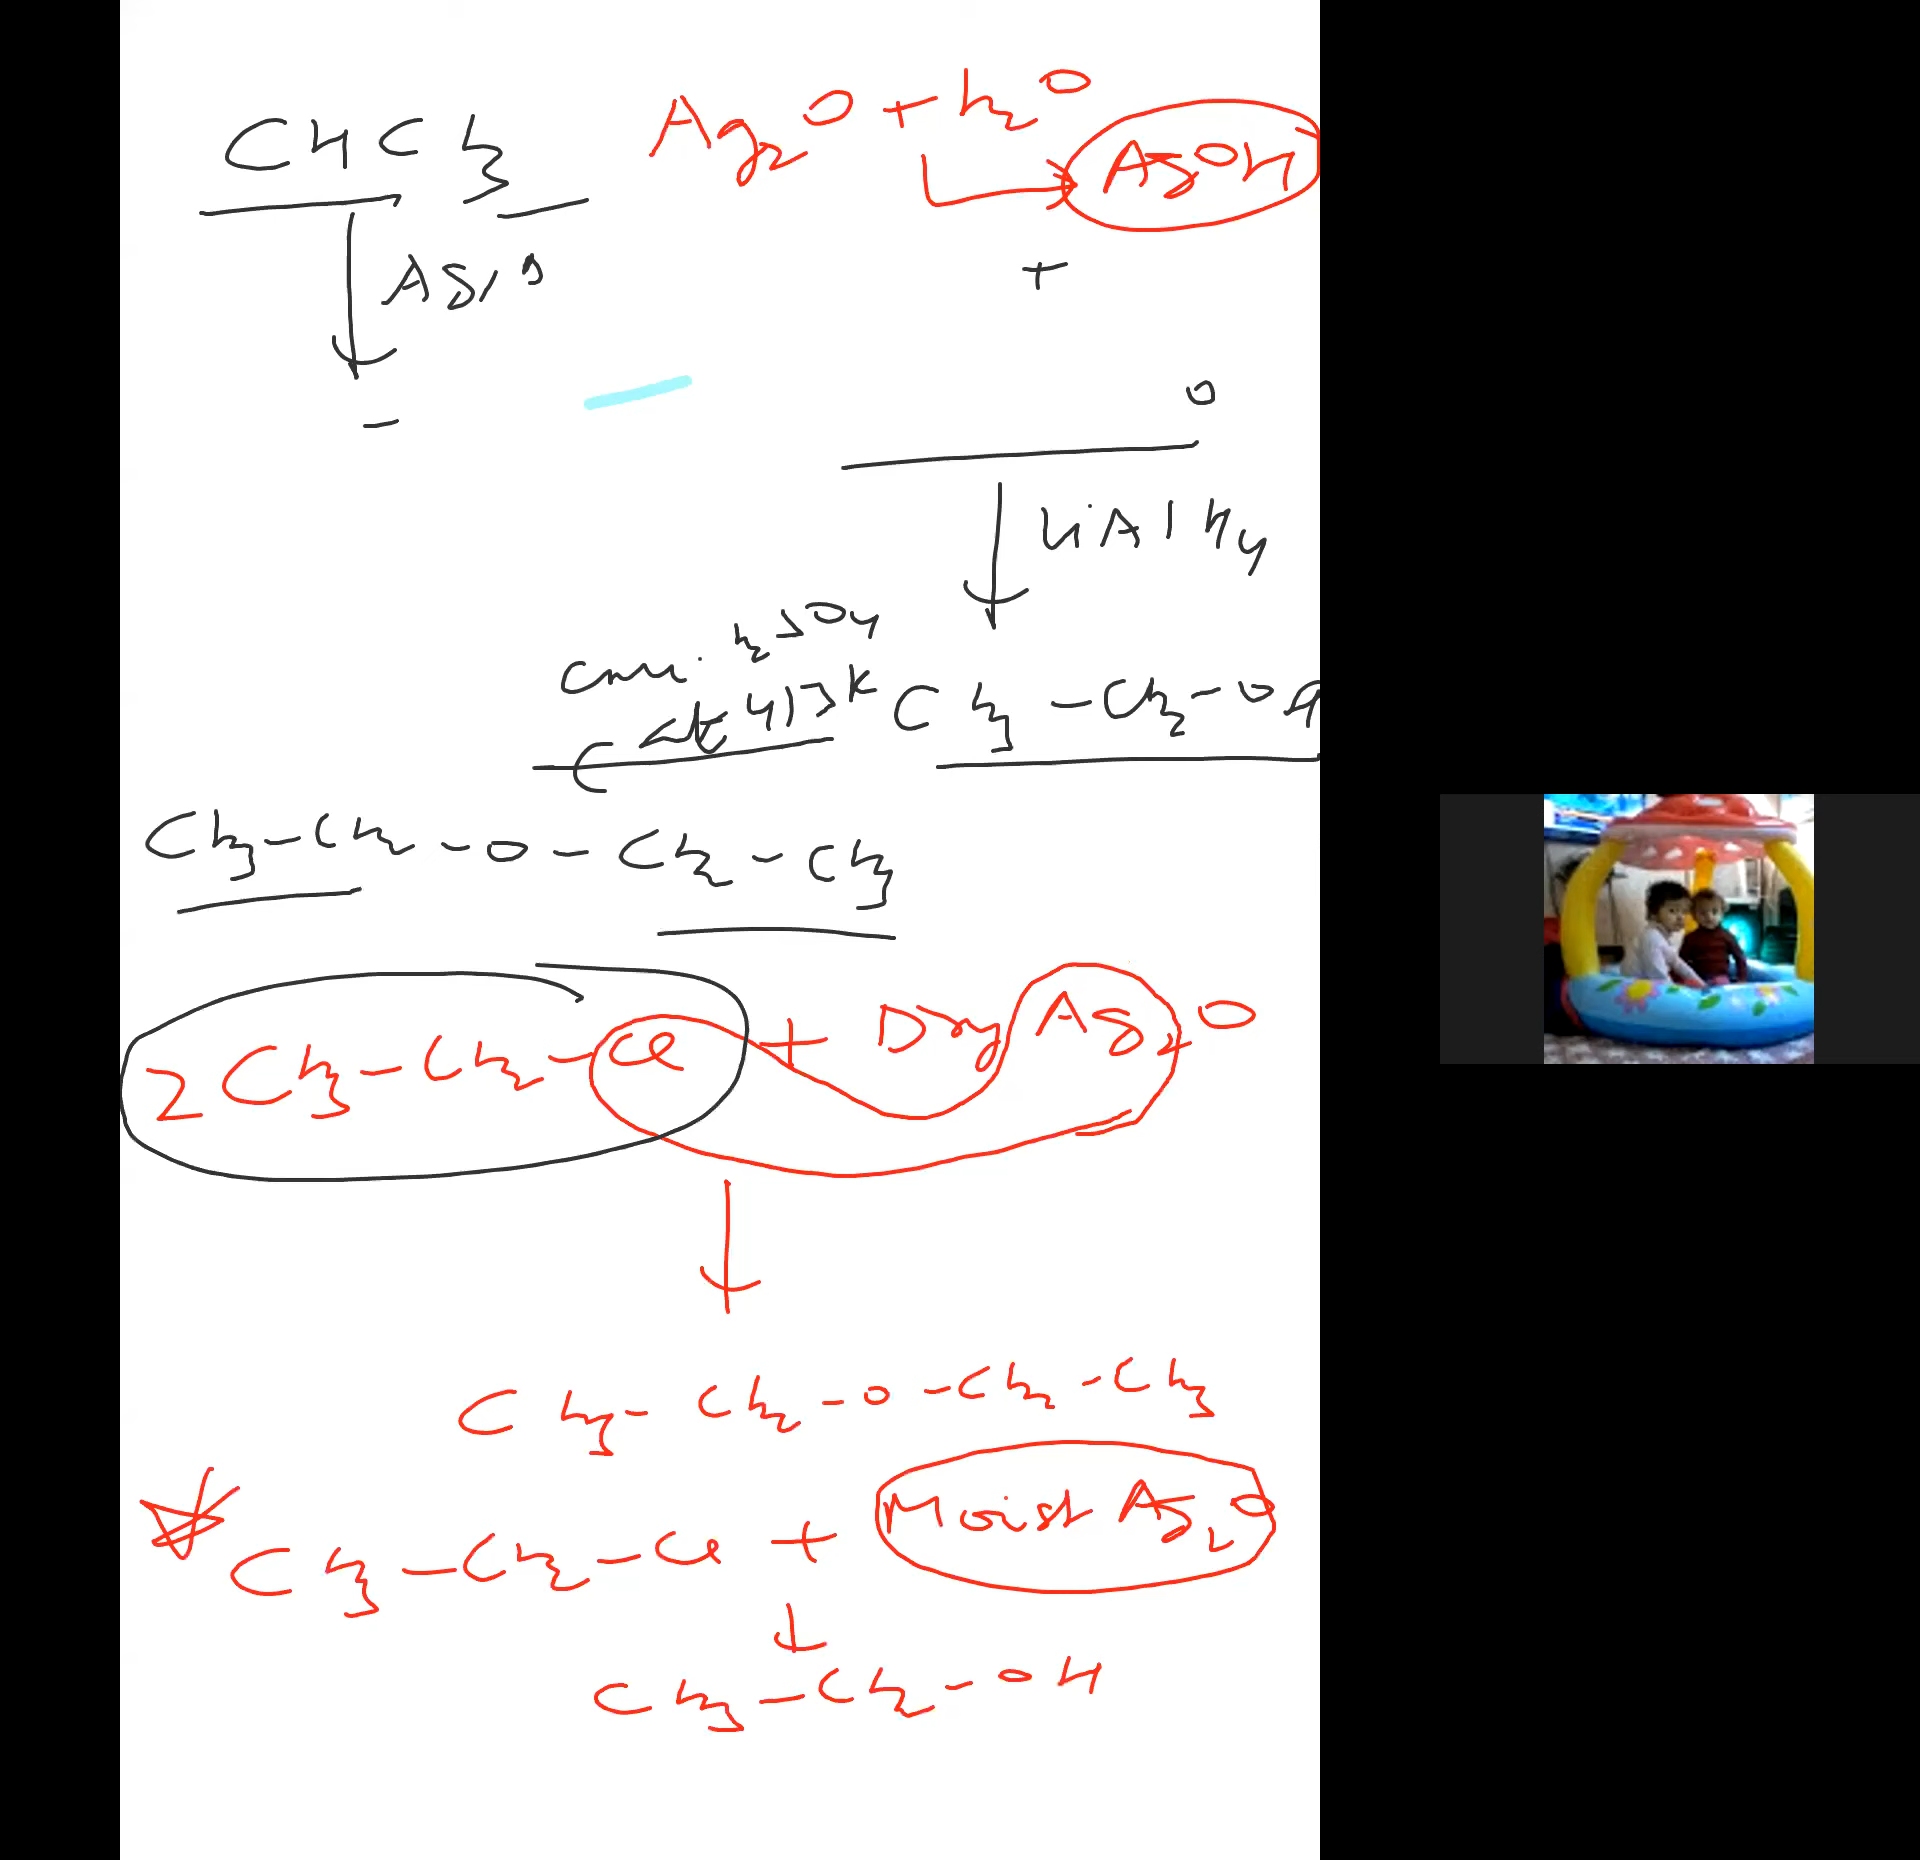 CHCl3 Ag2O + H2O
AgOH
Ag/Δ
+
O
LiAlH4
Conc. H2SO4
at 413K CH3-CH2-OH
CH3-CH2-O-CH2-CH3
2CH3-CH2-Cl + Dry Ag2O
CH3-CH2-O-CH2-CH3
CH3-CH2-Cl + Moist Ag2O
CH3-CH2-OH